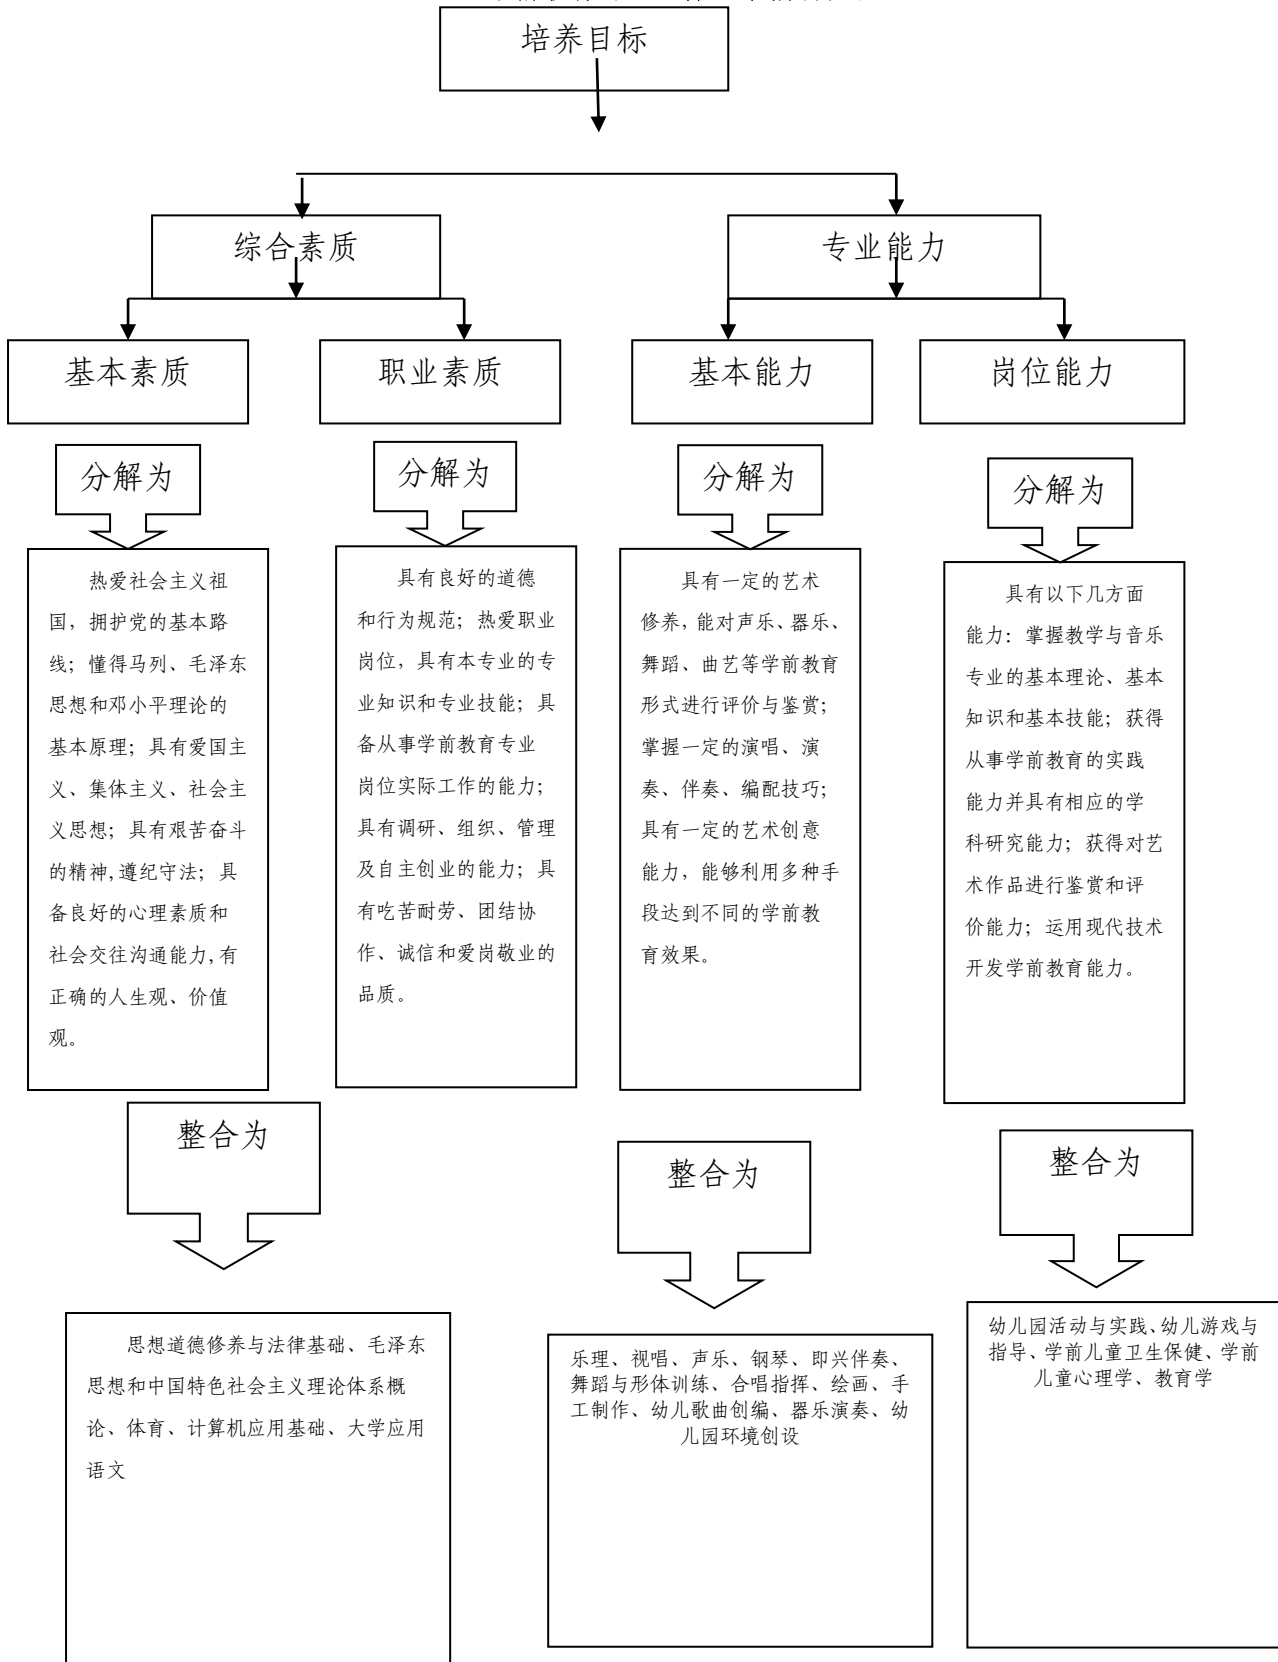 培养目标
综合素质
专业能力
基本素质
职业素质
基本能力
岗位能力
分解为
分解为
分解为
分解为
热爱社会主义祖
国，拥护党的基本路
线；懂得马列、毛泽东
思想和邓小平理论的
基本原理；具有爱国主
义、集体主义、社会主
义思想；具有艰苦奋斗
的精神,遵纪守法；具
备良好的心理素质和
社会交往沟通能力,有
正确的人生观、价值
观。
具有良好的道德
和行为规范；热爱职业
岗位，具有本专业的专
业知识和专业技能；具
备从事学前教育专业
岗位实际工作的能力；
具有调研、组织、管理
及自主创业的能力；具
有吃苦耐劳、团结协
作、诚信和爱岗敬业的
品质。
具有一定的艺术
修养，能对声乐、器乐、
舞蹈、曲艺等学前教育
形式进行评价与鉴赏；
掌握一定的演唱、演
奏、伴奏、编配技巧；
具有一定的艺术创意
能力，能够利用多种手
段达到不同的学前教
育效果。
具有以下几方面
能力：掌握教学与音乐
专业的基本理论、基本
知识和基本技能；获得
从事学前教育的实践
能力并具有相应的学
科研究能力；获得对艺
术作品进行鉴赏和评
价能力；运用现代技术
开发学前教育能力。
整合为
整合为
整合为
思想道德修养与法律基础、毛泽东
思想和中国特色社会主义理论体系概
论、体育、计算机应用基础、大学应用
语文
乐理、视唱、声乐、钢琴、即兴伴奏、
舞蹈与形体训练、合唱指挥、绘画、手
工制作、幼儿歌曲创编、器乐演奏、幼
儿园环境创设
幼儿园活动与实践、幼儿游戏与
指导、学前儿童卫生保健、学前
儿童心理学、教育学